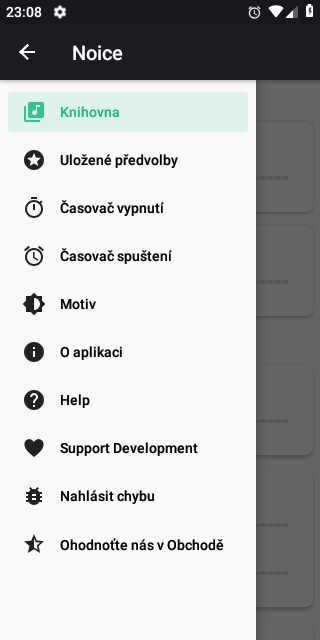 23:08
Noice
Knihovna
Uložené předvolby
Časovač vypnutí
Časovač spuštění
Motiv
O aplikaci
Help
Support Development
Nahlásit chybu
Ohodnoťte nás v Obchodě